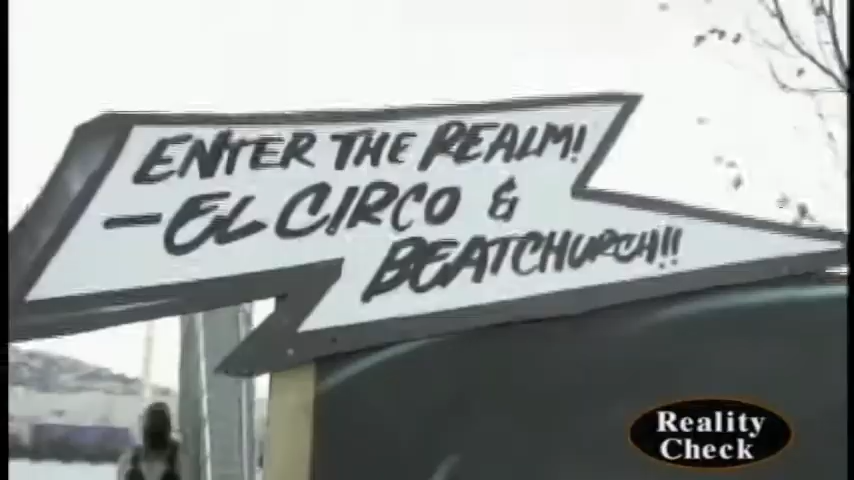 ENTER THE REALM!
-EL CIRCO &
BEATCHURCH!!
Reality
Check